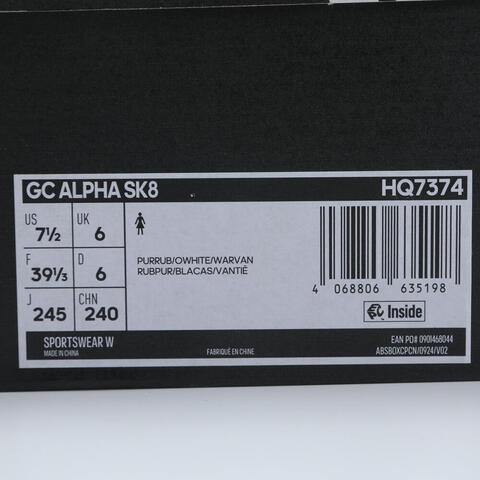 GC ALPHA SK8 HQ7374
US UK
7½ 6
F D
39⅓ 6
J CHN
245 240
PURRUB/OWHITE/WARVAN
RUBPUR/BLACAS/VANTIÈ
4 068806 635198
Inside
SPORTSWEAR W
MADE IN CHINA
FABRIQUÉ EN CHINE
EAN PO# 0901468044
ABSBOXCPCN/0924/V02